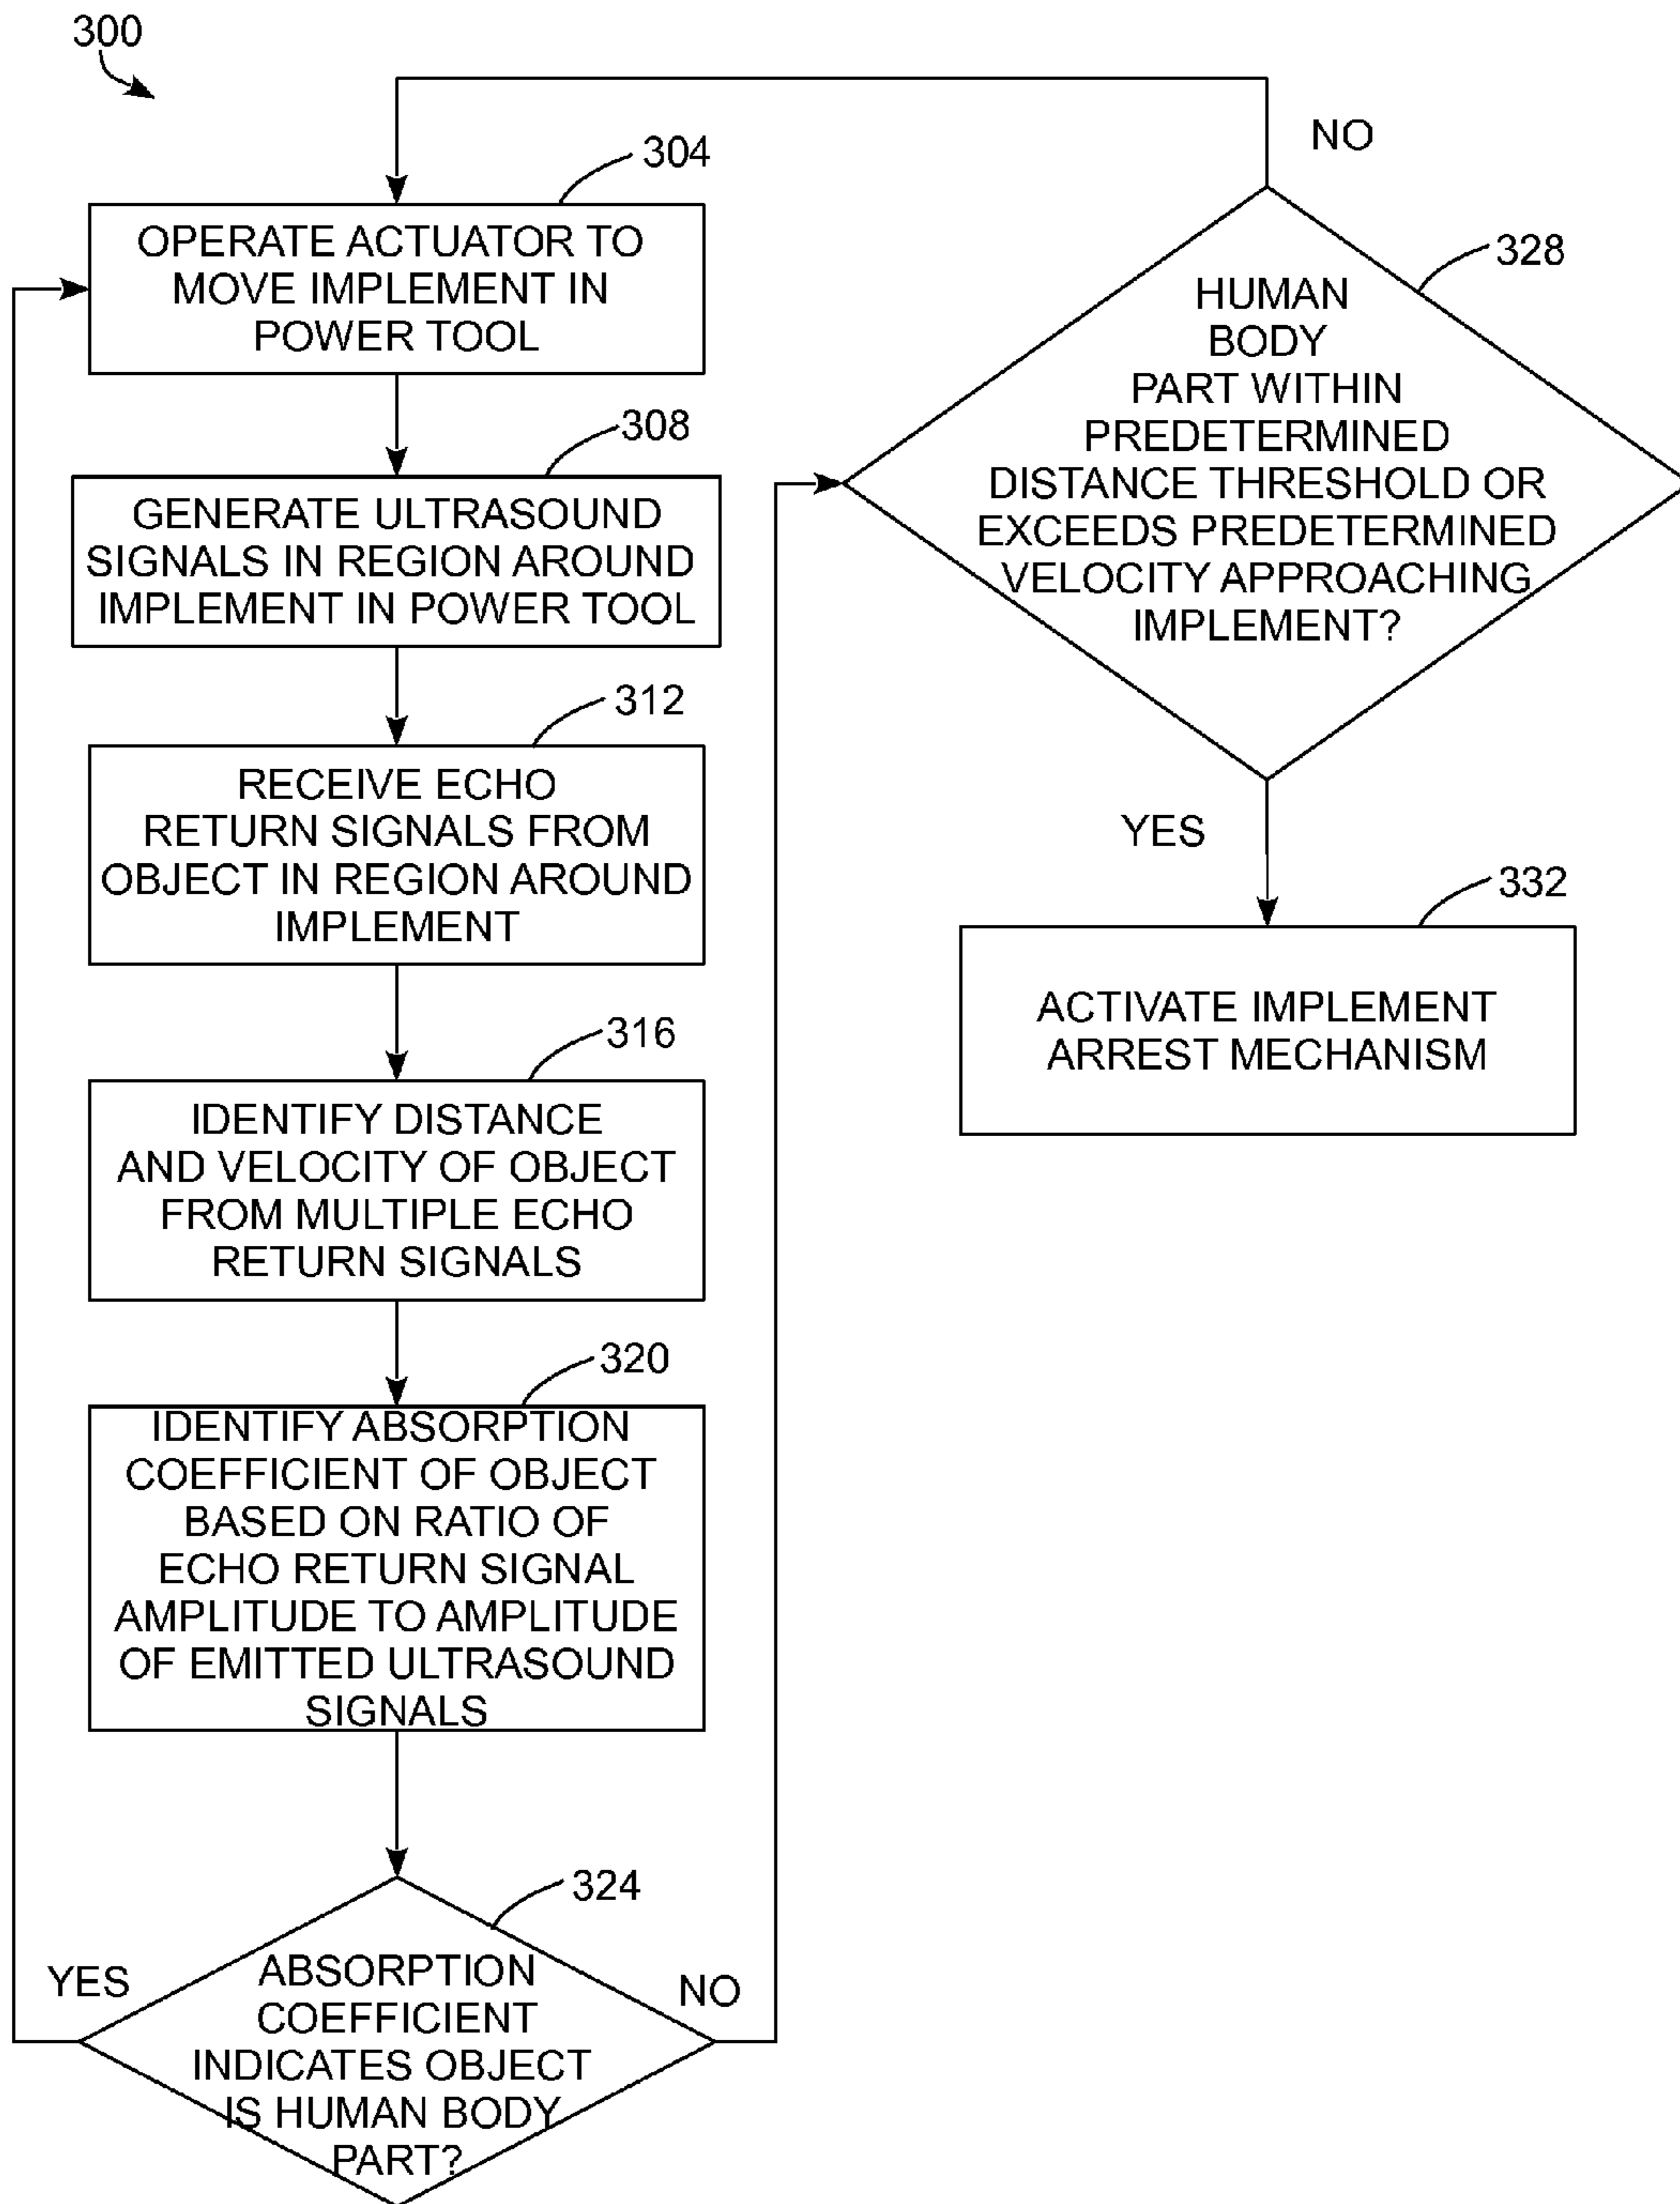 300
304
OPERATE ACTUATOR TO
MOVE IMPLEMENT IN
POWER TOOL
308
GENERATE ULTRASOUND
SIGNALS IN REGION AROUND
IMPLEMENT IN POWER TOOL
312
RECEIVE ECHO
RETURN SIGNALS FROM
OBJECT IN REGION AROUND
IMPLEMENT
316
IDENTIFY DISTANCE
AND VELOCITY OF OBJECT
FROM MULTIPLE ECHO
RETURN SIGNALS
320
IDENTIFY ABSORPTION
COEFFICIENT OF OBJECT
BASED ON RATIO OF
ECHO RETURN SIGNAL
AMPLITUDE TO AMPLITUDE
OF EMITTED ULTRASOUND
SIGNALS
324
ABSORPTION
COEFFICIENT
INDICATES OBJECT
IS HUMAN BODY
PART?
YES
NO
328
HUMAN
BODY
PART WITHIN
PREDETERMINED
DISTANCE THRESHOLD OR
EXCEEDS PREDETERMINED
VELOCITY APPROACHING
IMPLEMENT?
NO
YES
332
ACTIVATE IMPLEMENT
ARREST MECHANISM